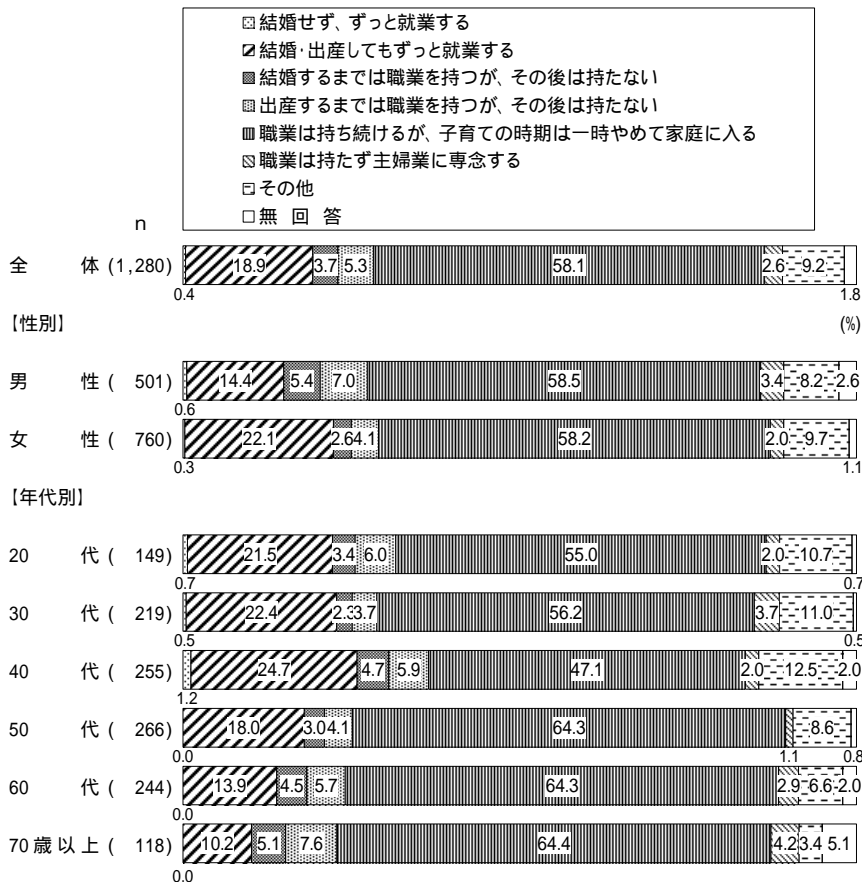 結婚せず、ずっと就業する
結婚・出産してもずっと就業する
結婚するまでは職業を持つが、その後は持たない
出産するまでは職業を持つが、その後は持たない
職業は持ち続けるが、子育ての時期は一時やめて家庭に入る
職業は持たず主婦業に専念する
その他
無 回 答
n
全 体 (1,280) 18.9 3.7 5.3 58.1 2.6 9.2
0.4 1.8
【性別】 (%)
男 性 ( 501) 14.4 5.4 7.0 58.5 3.4 8.2 2.6
0.6
女 性 ( 760) 22.1 2.6 4.1 58.2 2.0 9.7
0.3 1.1
【年代別】
20 代 ( 149) 21.5 3.4 6.0 55.0 2.0 10.7
0.7 0.7
30 代 ( 219) 22.4 2.3 3.7 56.2 3.7 11.0
0.5 0.5
40 代 ( 255) 24.7 4.7 5.9 47.1 2.0 12.5 2.0
1.2
50 代 ( 266) 18.0 3.0 4.1 64.3 8.6
0.0 1.1 0.8
60 代 ( 244) 13.9 4.5 5.7 64.3 2.9 6.6 2.0
0.0
70歳以上 ( 118) 10.2 5.1 7.6 64.4 4.2 3.4 5.1
0.0